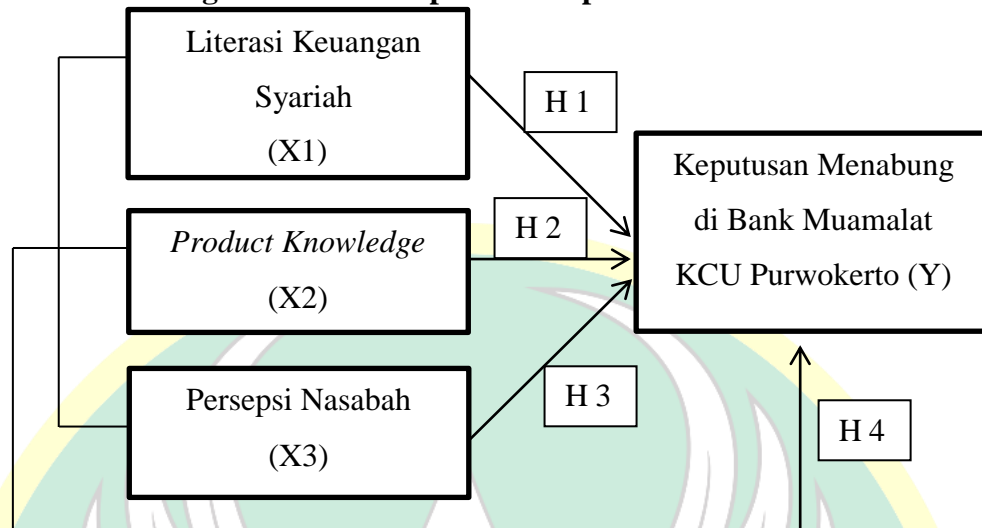 Literasi Keuangan
Syariah
(X1)
H 1
Keputusan Menabung
di Bank Muamalat
KCU Purwokerto (Y)
Product Knowledge
(X2)
H 2
Persepsi Nasabah
(X3)
H 3
H 4